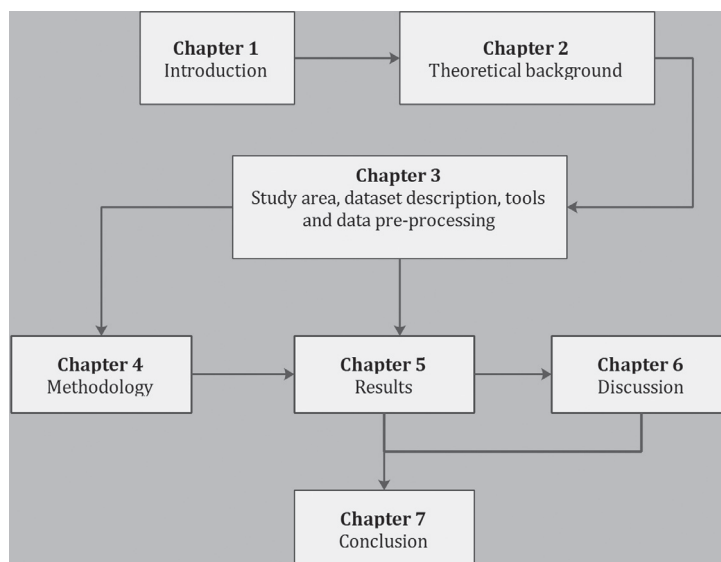 Chapter 1
Introduction
Chapter 2
Theoretical background
Chapter 3
Study area, dataset description, tools
and data pre-processing
Chapter 4
Methodology
Chapter 5
Results
Chapter 6
Discussion
Chapter 7
Conclusion